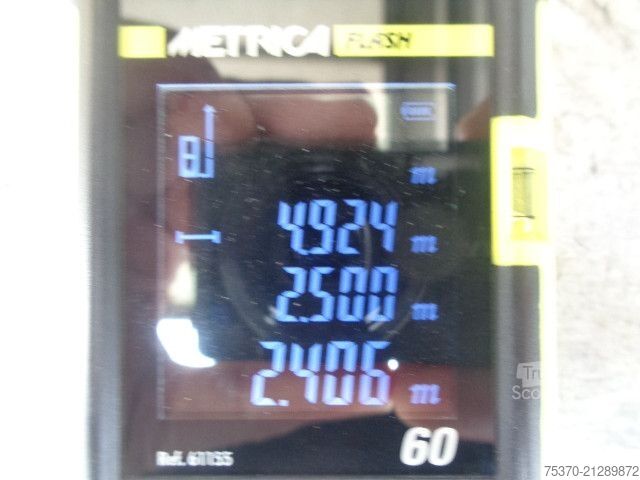 METRICA FLASH
m
4.924 m
2.500 m
2.406 m
Ref. 61155
60
75370-21289872